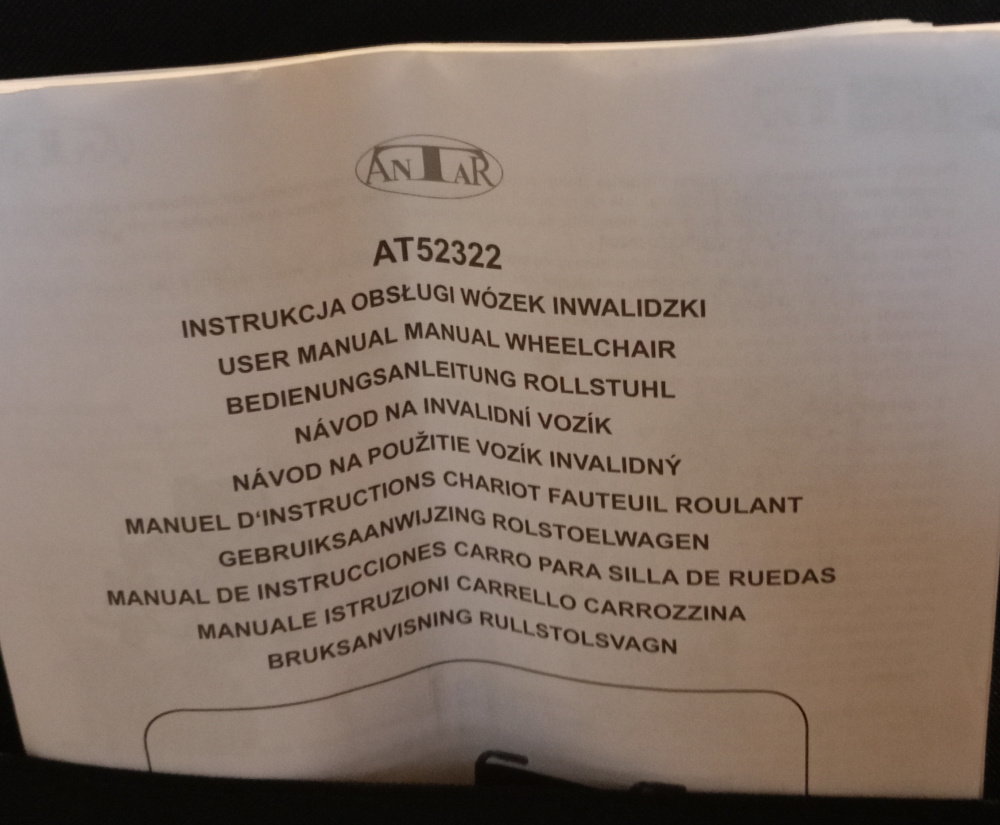 ANTAR
AT52322
INSTRUKCJA OBSŁUGI WÓZEK INWALIDZKI
USER MANUAL MANUAL WHEELCHAIR
BEDIENUNGSANLEITUNG ROLLSTUHL
NÁVOD NA INVALIDNÍ VOZÍK
NÁVOD NA POUŽITIE VOZÍK INVALIDNÝ
MANUEL D‘INSTRUCTIONS CHARIOT FAUTEUIL ROULANT
GEBRUIKSAANWIJZING ROLSTOELWAGEN
MANUAL DE INSTRUCCIONES CARRO PARA SILLA DE RUEDAS
MANUALE ISTRUZIONI CARRELLO CARROZZINA
BRUKSANVISNING RULLSTOLSVAGN